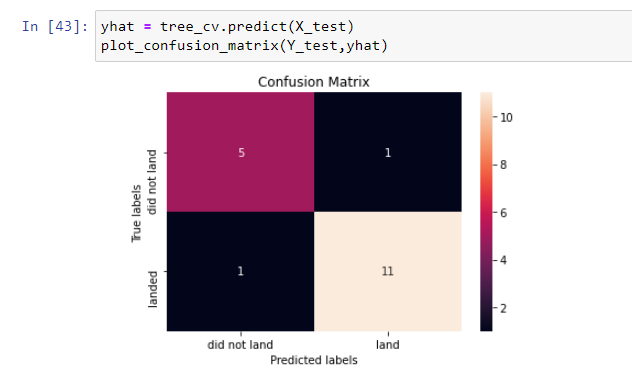 In [43]: yhat = tree_cv.predict(X_test)
plot_confusion_matrix(Y_test,yhat)
Confusion Matrix
True labels
did not land
landed
5
1
1
11
10
8
6
4
2
did not land
land
Predicted labels